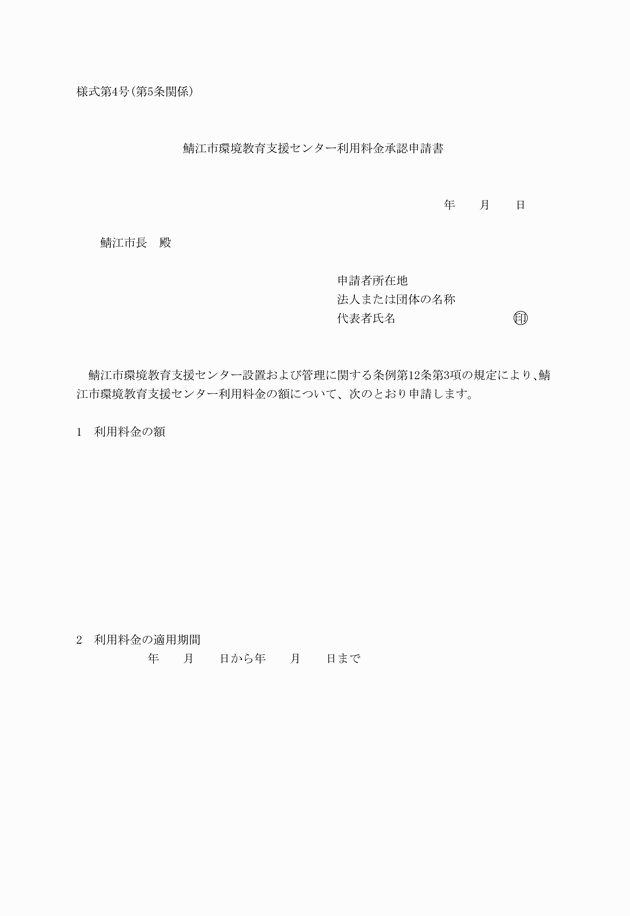 様式第4号(第5条関係)
鯖江市環境教育支援センター利用料金承認申請書
年　　月　　日
鯖江市長　殿
申請者所在地
法人または団体の名称
代表者氏名　　　　　　　　　　㊞
鯖江市環境教育支援センター設置および管理に関する条例第12条第3項の規定により、鯖
江市環境教育支援センター利用料金の額について、次のとおり申請します。
1　利用料金の額
2　利用料金の適用期間
年　　月　　日から年　　月　　日まで